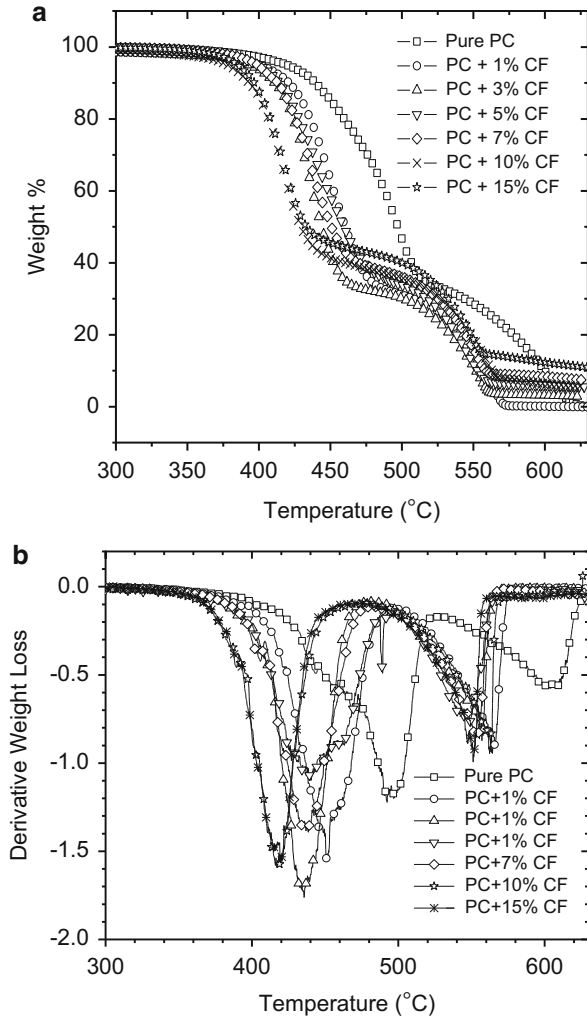 a
100
80
60
40
20
0
Weight %
Pure PC
PC + 1% CF
PC + 3% CF
PC + 5% CF
PC + 7% CF
PC + 10% CF
PC + 15% CF
300 350 400 450 500 550 600
Temperature (°C)
b
0.0
-0.5
-1.0
-1.5
-2.0
Derivative Weight Loss
Pure PC
PC+1% CF
PC+1% CF
PC+1% CF
PC+7% CF
PC+10% CF
PC+15% CF
300 400 500 600
Temperature (°C)